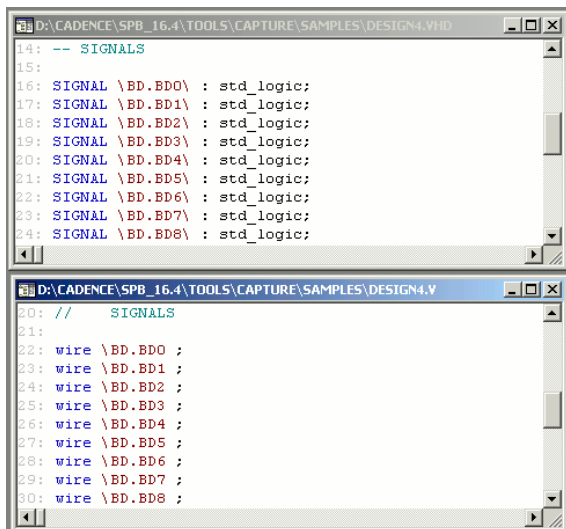 D:\CADENCE\SPB_16.4\TOOLS\CAPTURE\SAMPLES\DESIGN4.VHD
14: -- SIGNALS
15:
16: SIGNAL \BD.BD0\ : std_logic;
17: SIGNAL \BD.BD1\ : std_logic;
18: SIGNAL \BD.BD2\ : std_logic;
19: SIGNAL \BD.BD3\ : std_logic;
20: SIGNAL \BD.BD4\ : std_logic;
21: SIGNAL \BD.BD5\ : std_logic;
22: SIGNAL \BD.BD6\ : std_logic;
23: SIGNAL \BD.BD7\ : std_logic;
24: SIGNAL \BD.BD8\ : std_logic;
D:\CADENCE\SPB_16.4\TOOLS\CAPTURE\SAMPLES\DESIGN4.V
20: //    SIGNALS
21:
22: wire \BD.BD0 ;
23: wire \BD.BD1 ;
24: wire \BD.BD2 ;
25: wire \BD.BD3 ;
26: wire \BD.BD4 ;
27: wire \BD.BD5 ;
28: wire \BD.BD6 ;
29: wire \BD.BD7 ;
30: wire \BD.BD8 ;